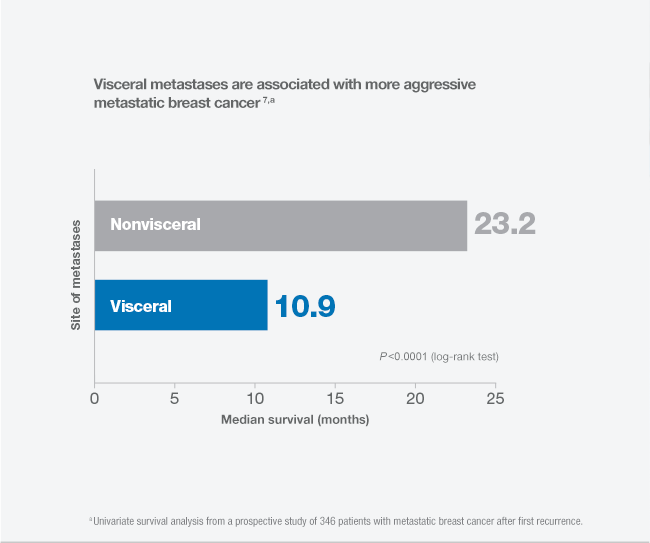 Visceral metastases are associated with more aggressive
metastatic breast cancer 7,a
Site of metastases
Nonvisceral
23.2
Visceral
10.9
P<0.0001 (log-rank test)
0 5 10 15 20 25
Median survival (months)
aUnivariate survival analysis from a prospective study of 346 patients with metastatic breast cancer after first recurrence.